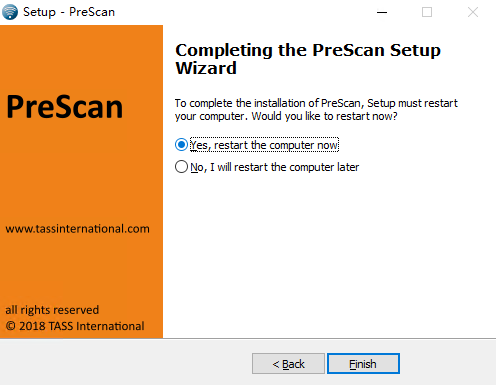 Setup - PreScan
PreScan
www.tassinternational.com
all rights reserved
© 2018 TASS International
Completing the PreScan Setup
Wizard
To complete the installation of PreScan, Setup must restart
your computer. Would you like to restart now?
Yes, restart the computer now
No, I will restart the computer later
< Back
Finish